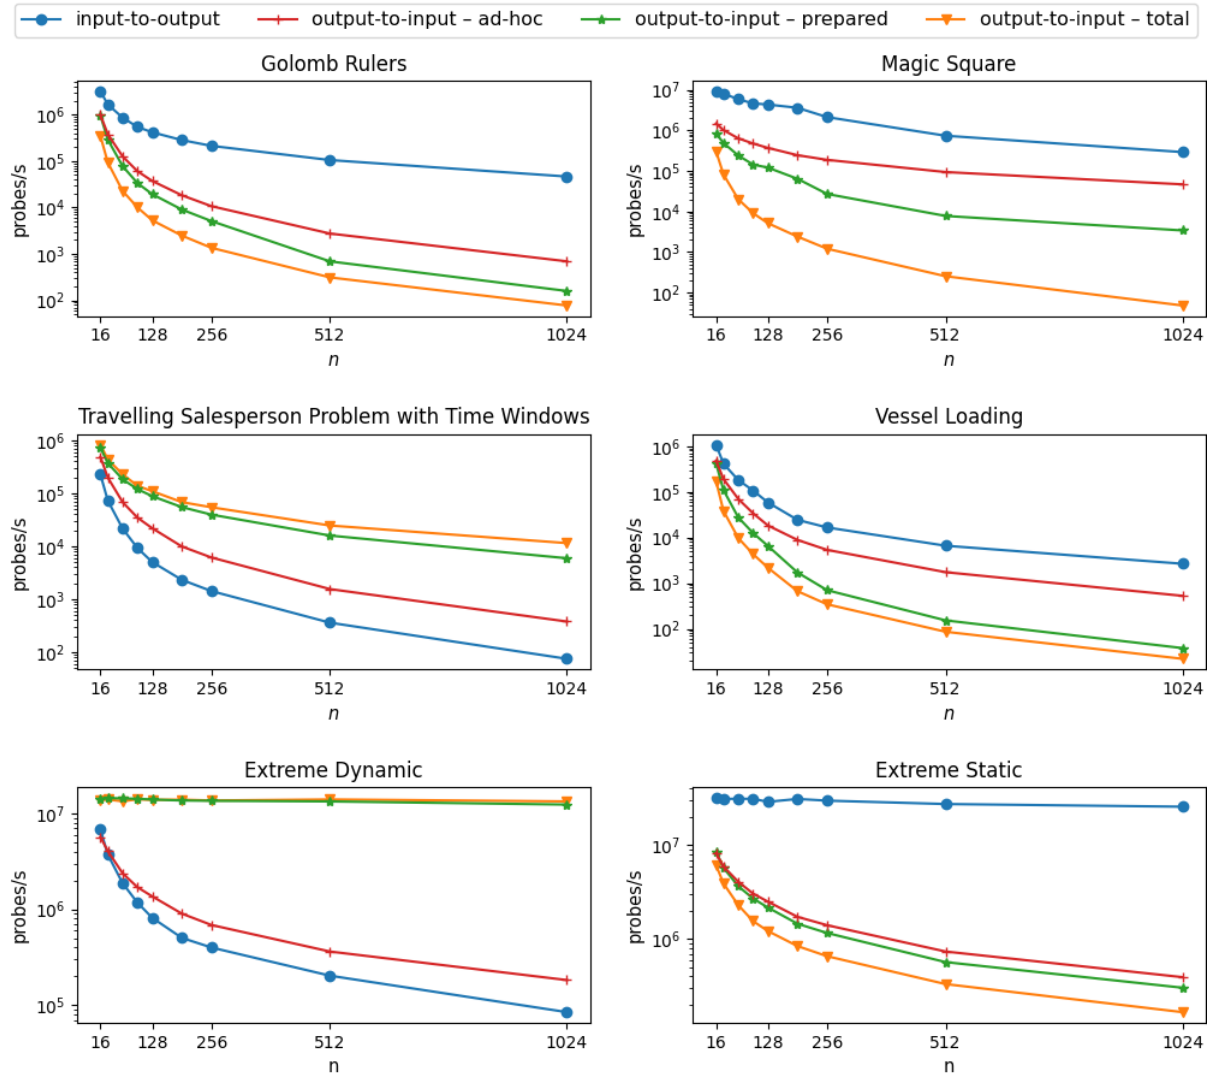 input-to-output output-to-input – ad-hoc output-to-input – prepared output-to-input – total
Golomb Rulers
probes/s
10^6
10^5
10^4
10^3
10^2
16 128 256 512 1024
n
Magic Square
probes/s
10^7
10^6
10^5
10^4
10^3
10^2
16 128 256 512 1024
n
Travelling Salesperson Problem with Time Windows
probes/s
10^6
10^5
10^4
10^3
10^2
16 128 256 512 1024
n
Vessel Loading
probes/s
10^6
10^5
10^4
10^3
10^2
16 128 256 512 1024
n
Extreme Dynamic
probes/s
10^7
10^6
10^5
16 128 256 512 1024
n
Extreme Static
probes/s
10^7
10^6
16 128 256 512 1024
n